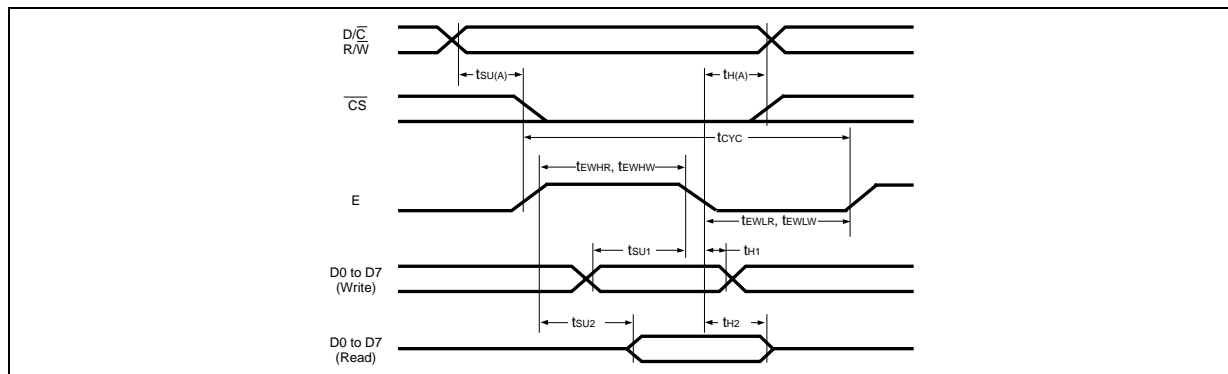 D/C̅
R/W̅
tSU(A)
tH(A)
C̅S̅
tCYC
tEWHR, tEWHW
E
tEWLR, tEWLW
tSU1
tH1
D0 to D7
(Write)
tSU2
tH2
D0 to D7
(Read)